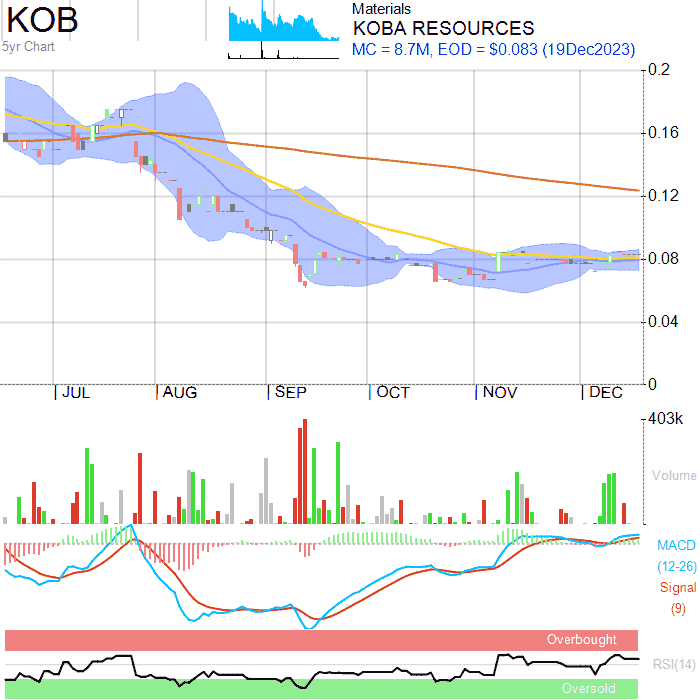 KOB
5yr Chart
Materials
KOBA RESOURCES
MC = 8.7M, EOD = $0.083 (19Dec2023)
0.2
0.16
0.12
0.08
0.04
0
JUL AUG SEP OCT NOV DEC
403k
Volume
MACD
(12-26)
Signal
(9)
Overbought
RSI(14)
Oversold